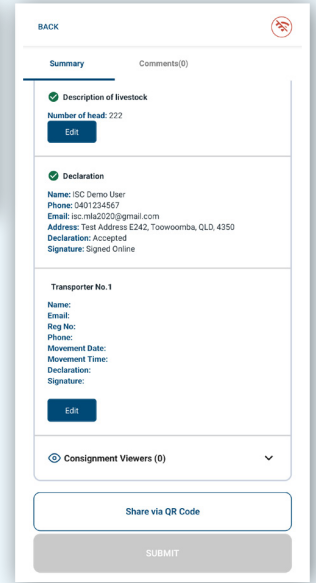 BACK
Summary
Comments(0)
Description of livestock
Number of head: 222
Edit
Declaration
Name: ISC Demo User
Phone: 0401234567
Email: isc.mla2020@gmail.com
Address: Test Address E242, Toowoomba, QLD, 4350
Declaration: Accepted
Signature: Signed Online
Transporter No.1
Name:
Email:
Reg No:
Phone:
Movement Date:
Movement Time:
Declaration:
Signature:
Edit
Consignment Viewers (0)
Share via QR Code
SUBMIT